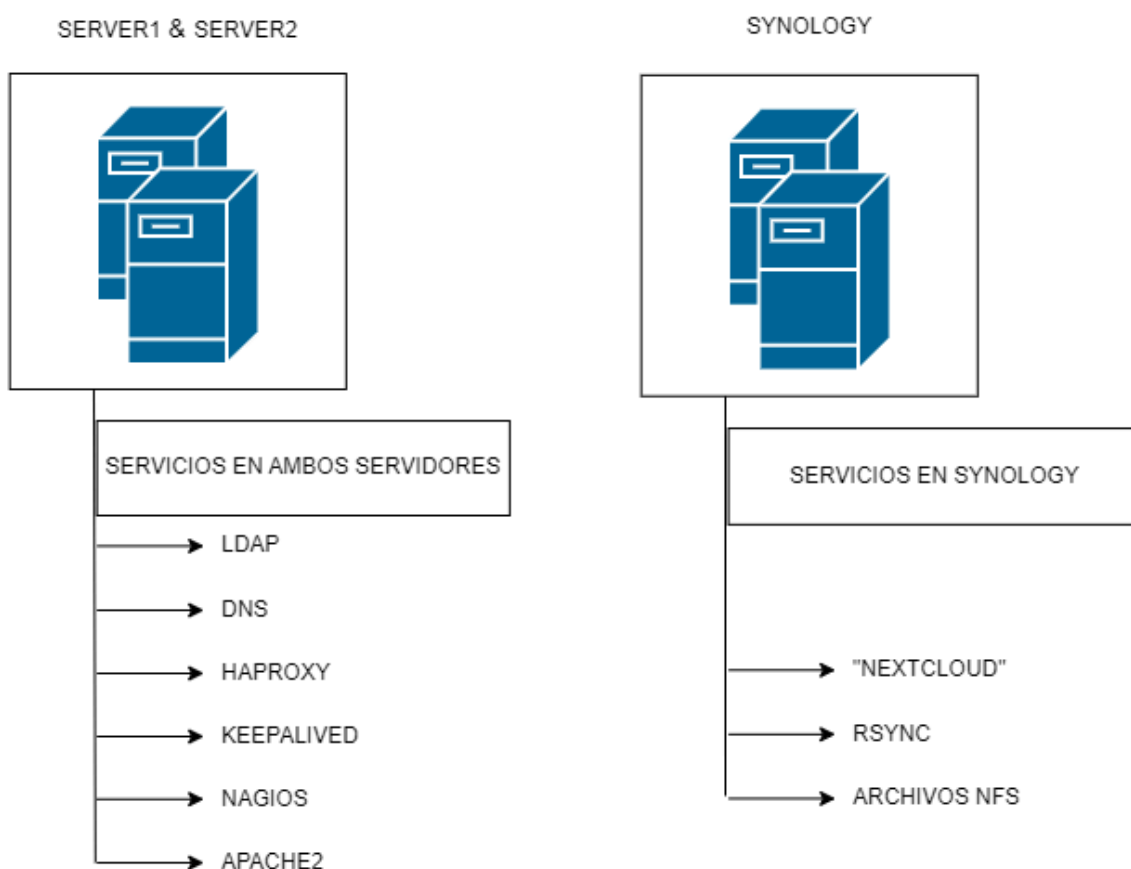 SERVER1 & SERVER2
SYNOLOGY
SERVICIOS EN AMBOS SERVIDORES
LDAP
DNS
HAPROXY
KEEPALIVED
NAGIOS
APACHE2
SERVICIOS EN SYNOLOGY
"NEXTCLOUD"
RSYNC
ARCHIVOS NFS